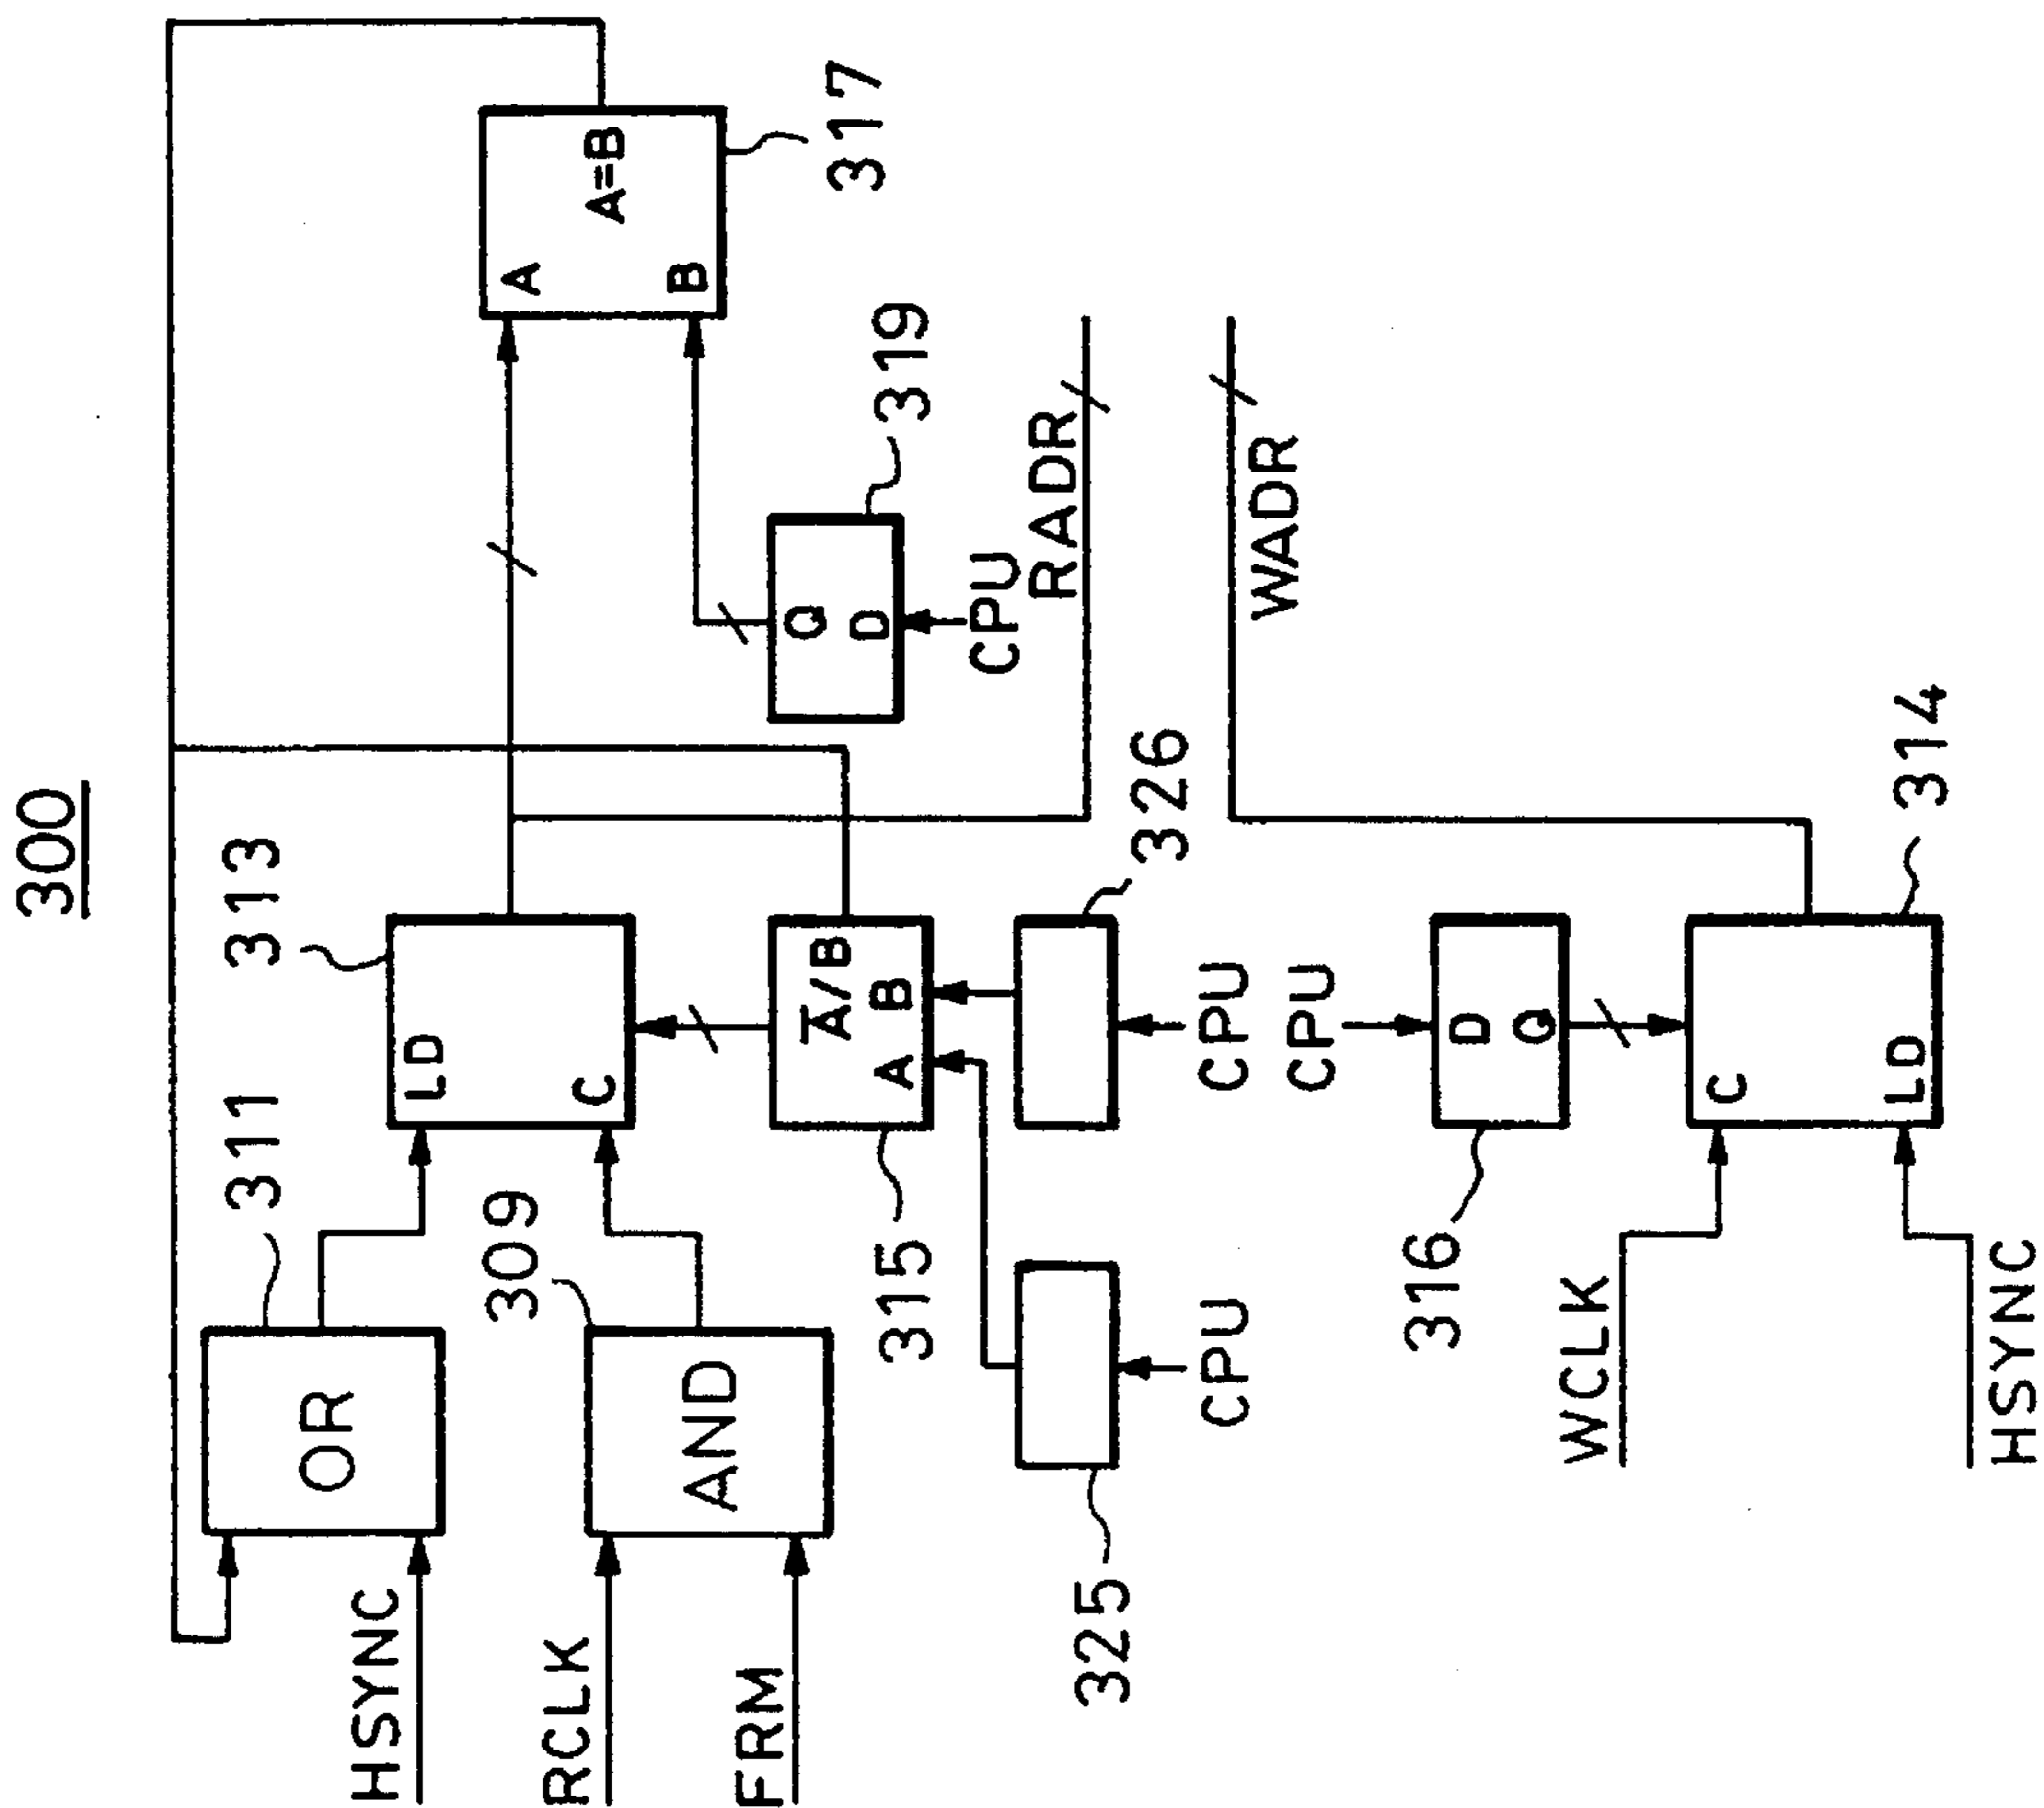 300
311
313
317
OR
LD
C
A
B
A=B
HSYNC
309
RCLK
AND
FRM
315
A̅/B
A
B
Q
D
319
CPU
RADR
325
CPU
326
CPU
WADR
CPU
316
D
Q
314
WCLK
C
LD
HSYNC